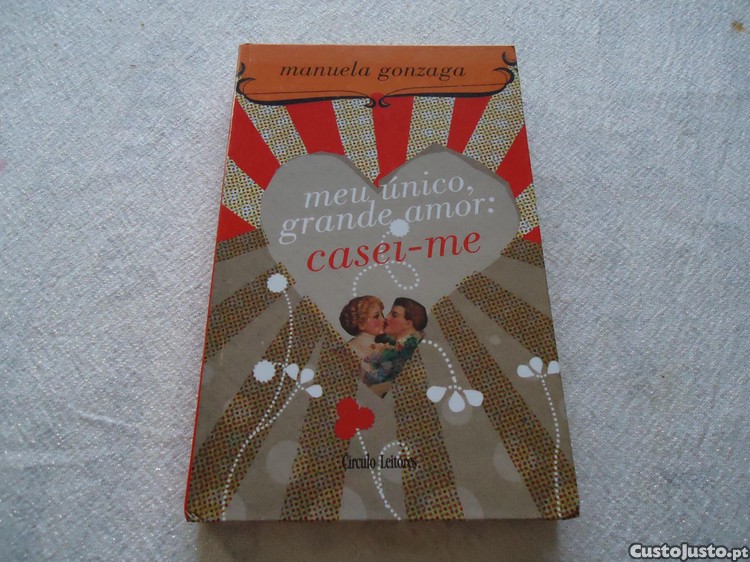 manuela gonzaga
meu único,
grande amor:
casei-me
Círculo Leitores
CustoJusto.pt